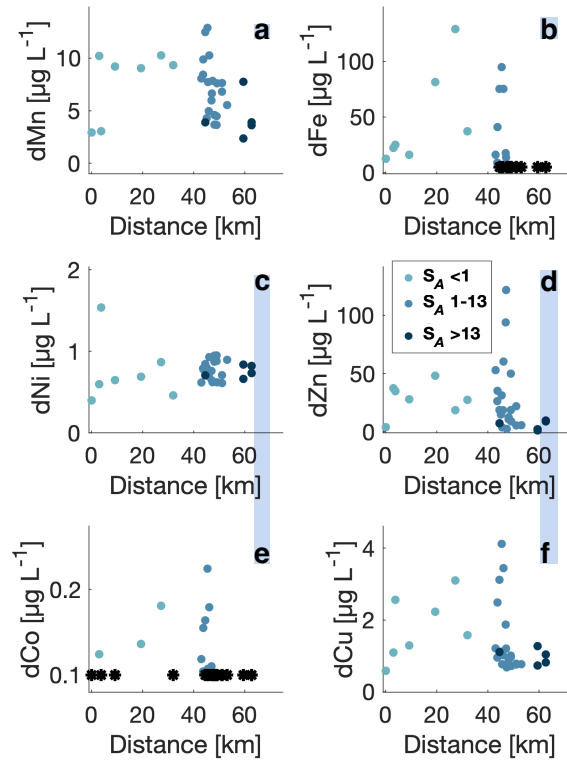 a
dMn [µg L⁻¹]
10
5
0
0 20 40 60
Distance [km]
b
dFe [µg L⁻¹]
100
50
0
0 20 40 60
Distance [km]
c
dNi [µg L⁻¹]
2
1
0
0 20 40 60
Distance [km]
S_A <1
S_A 1-13
S_A >13
d
dZn [µg L⁻¹]
100
50
0
0 20 40 60
Distance [km]
e
dCo [µg L⁻¹]
0.2
0.1
0 20 40 60
Distance [km]
f
dCu [µg L⁻¹]
4
2
0
0 20 40 60
Distance [km]